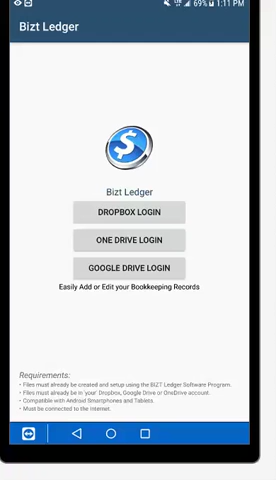 69% 1:11 PM
Bizt Ledger
$
Bizt Ledger
DROPBOX LOGIN
ONE DRIVE LOGIN
GOOGLE DRIVE LOGIN
Easily Add or Edit your Bookkeeping Records
Requirements:
• Files must already be created and setup using the BIZT Ledger Software Program.
• Files must already be in 'your' Dropbox, Google Drive or OneDrive account.
• Compatible with Android Smartphones and Tablets
• Must be connected to the Internet.